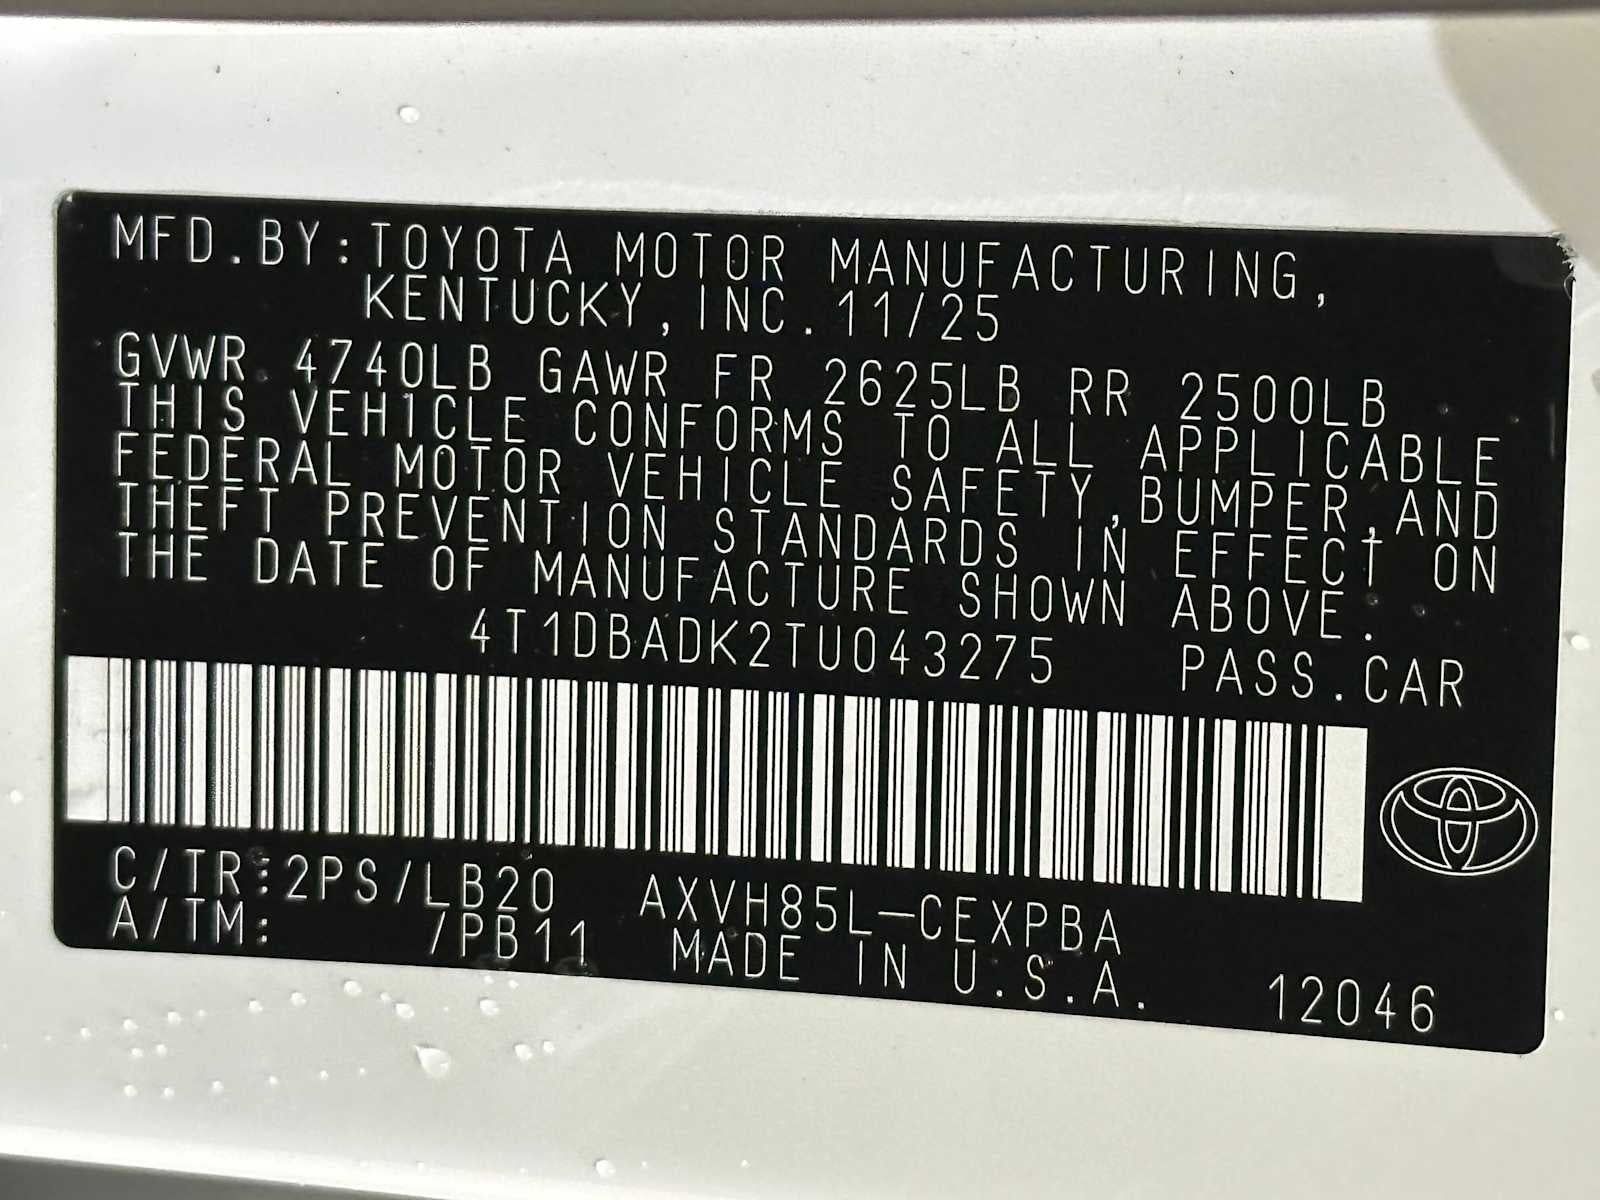 MFD.BY:TOYOTA MOTOR MANUFACTURING,
KENTUCKY,INC. 11/25
GVWR 4740LB GAWR FR 2625LB RR 2500LB
THIS VEHICLE CONFORMS TO ALL APPLICABLE
FEDERAL MOTOR VEHICLE SAFETY,BUMPER,AND
THEFT PREVENTION STANDARDS IN EFFECT ON
THE DATE OF MANUFACTURE SHOWN ABOVE.
4T1DBADK2TU043275 PASS.CAR
C/TR:2PS/LB20 AXVH85L-CEXPBA
A/TM: /PB11 MADE IN U.S.A. 12046